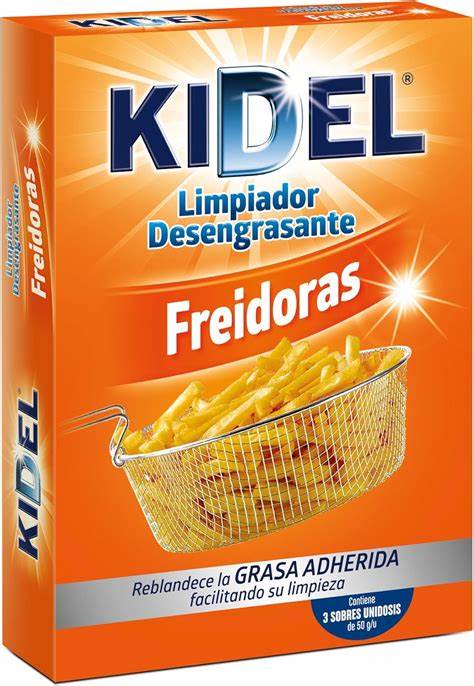 KIDEL®
Limpiador
Desengrasante
Freidoras
Reblandece la GRASA ADHERIDA
facilitando su limpieza
Contiene
3 SOBRES UNIDOSIS
de 50 g/u
Limpiador
Desengrasante
Freidoras
KIDEL